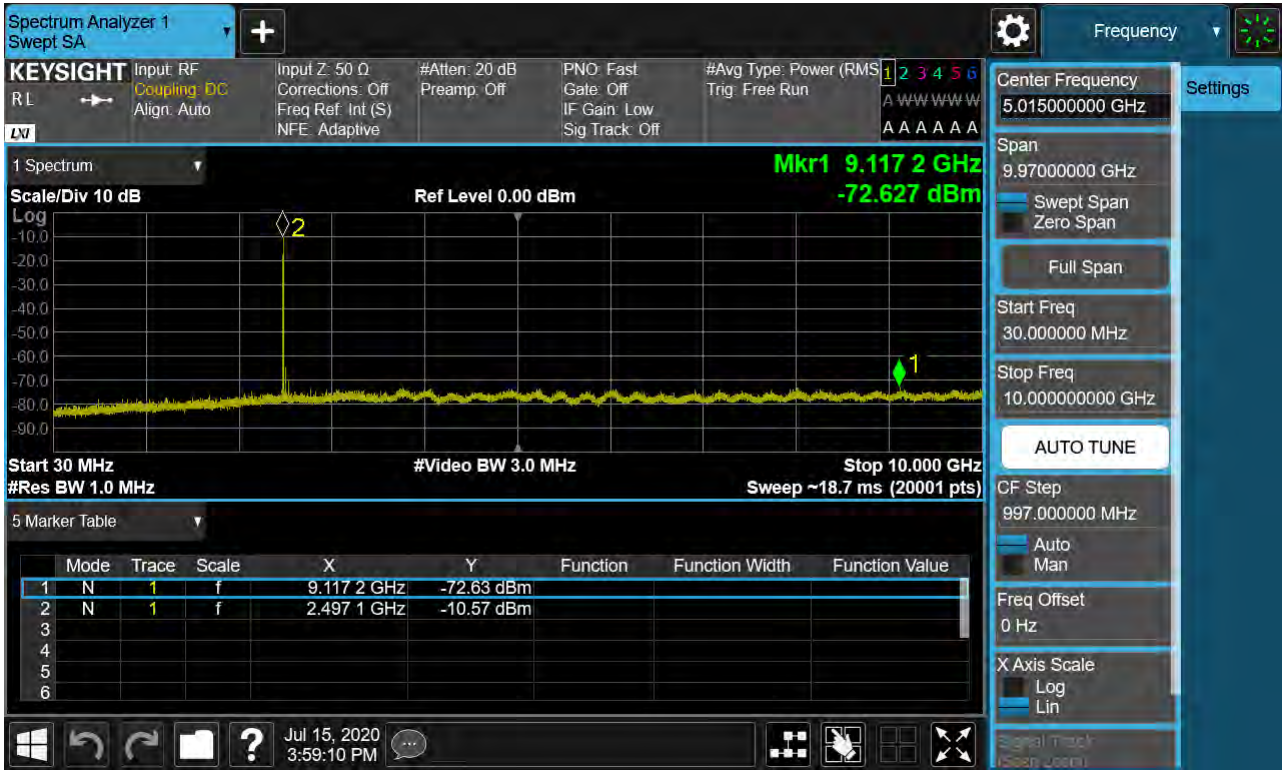 Spectrum Analyzer 1
Swept SA
Frequency
KEYSIGHT
RL
LXI
Input: RF
Coupling: DC
Align: Auto
Input Z: 50 Ω
Corrections: Off
Freq Ref: Int (S)
NFE: Adaptive
#Atten: 20 dB
Preamp: Off
PNO: Fast
Gate: Off
IF Gain: Low
Sig Track: Off
#Avg Type: Power (RMS
Trig: Free Run
1 2 3 4 5 6
A W W W W W
A A A A A A
1 Spectrum
Mkr1 9.117 2 GHz
Scale/Div 10 dB
Ref Level 0.00 dBm
-72.627 dBm
Log
2
-10.0
-20.0
-30.0
-40.0
-50.0
-60.0
1
-70.0
-80.0
-90.0
Start 30 MHz
#Video BW 3.0 MHz
Stop 10.000 GHz
#Res BW 1.0 MHz
Sweep ~18.7 ms (20001 pts)
5 Marker Table
Mode Trace Scale X Y Function Function Width Function Value
1 N 1 f 9.117 2 GHz -72.63 dBm
2 N 1 f 2.497 1 GHz -10.57 dBm
3
4
5
6
?
Jul 15, 2020
3:59:10 PM
Center Frequency
5.015000000 GHz
Settings
Span
9.97000000 GHz
Swept Span
Zero Span
Full Span
Start Freq
30.000000 MHz
Stop Freq
10.000000000 GHz
AUTO TUNE
CF Step
997.000000 MHz
Auto
Man
Freq Offset
0 Hz
X Axis Scale
Log
Lin
Signal Track